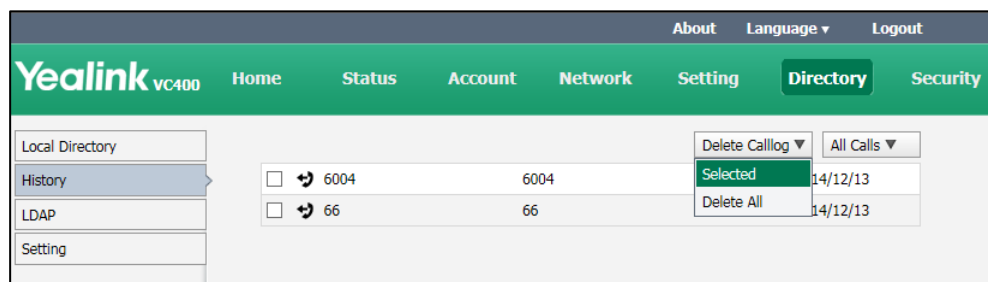 About Language ▾ Logout
Yealink VC400 Home Status Account Network Setting Directory Security
Local Directory
Delete Calllog ▼ All Calls ▼
History
6004 6004 14/12/13
Selected
LDAP
66 66 14/12/13
Delete All
Setting